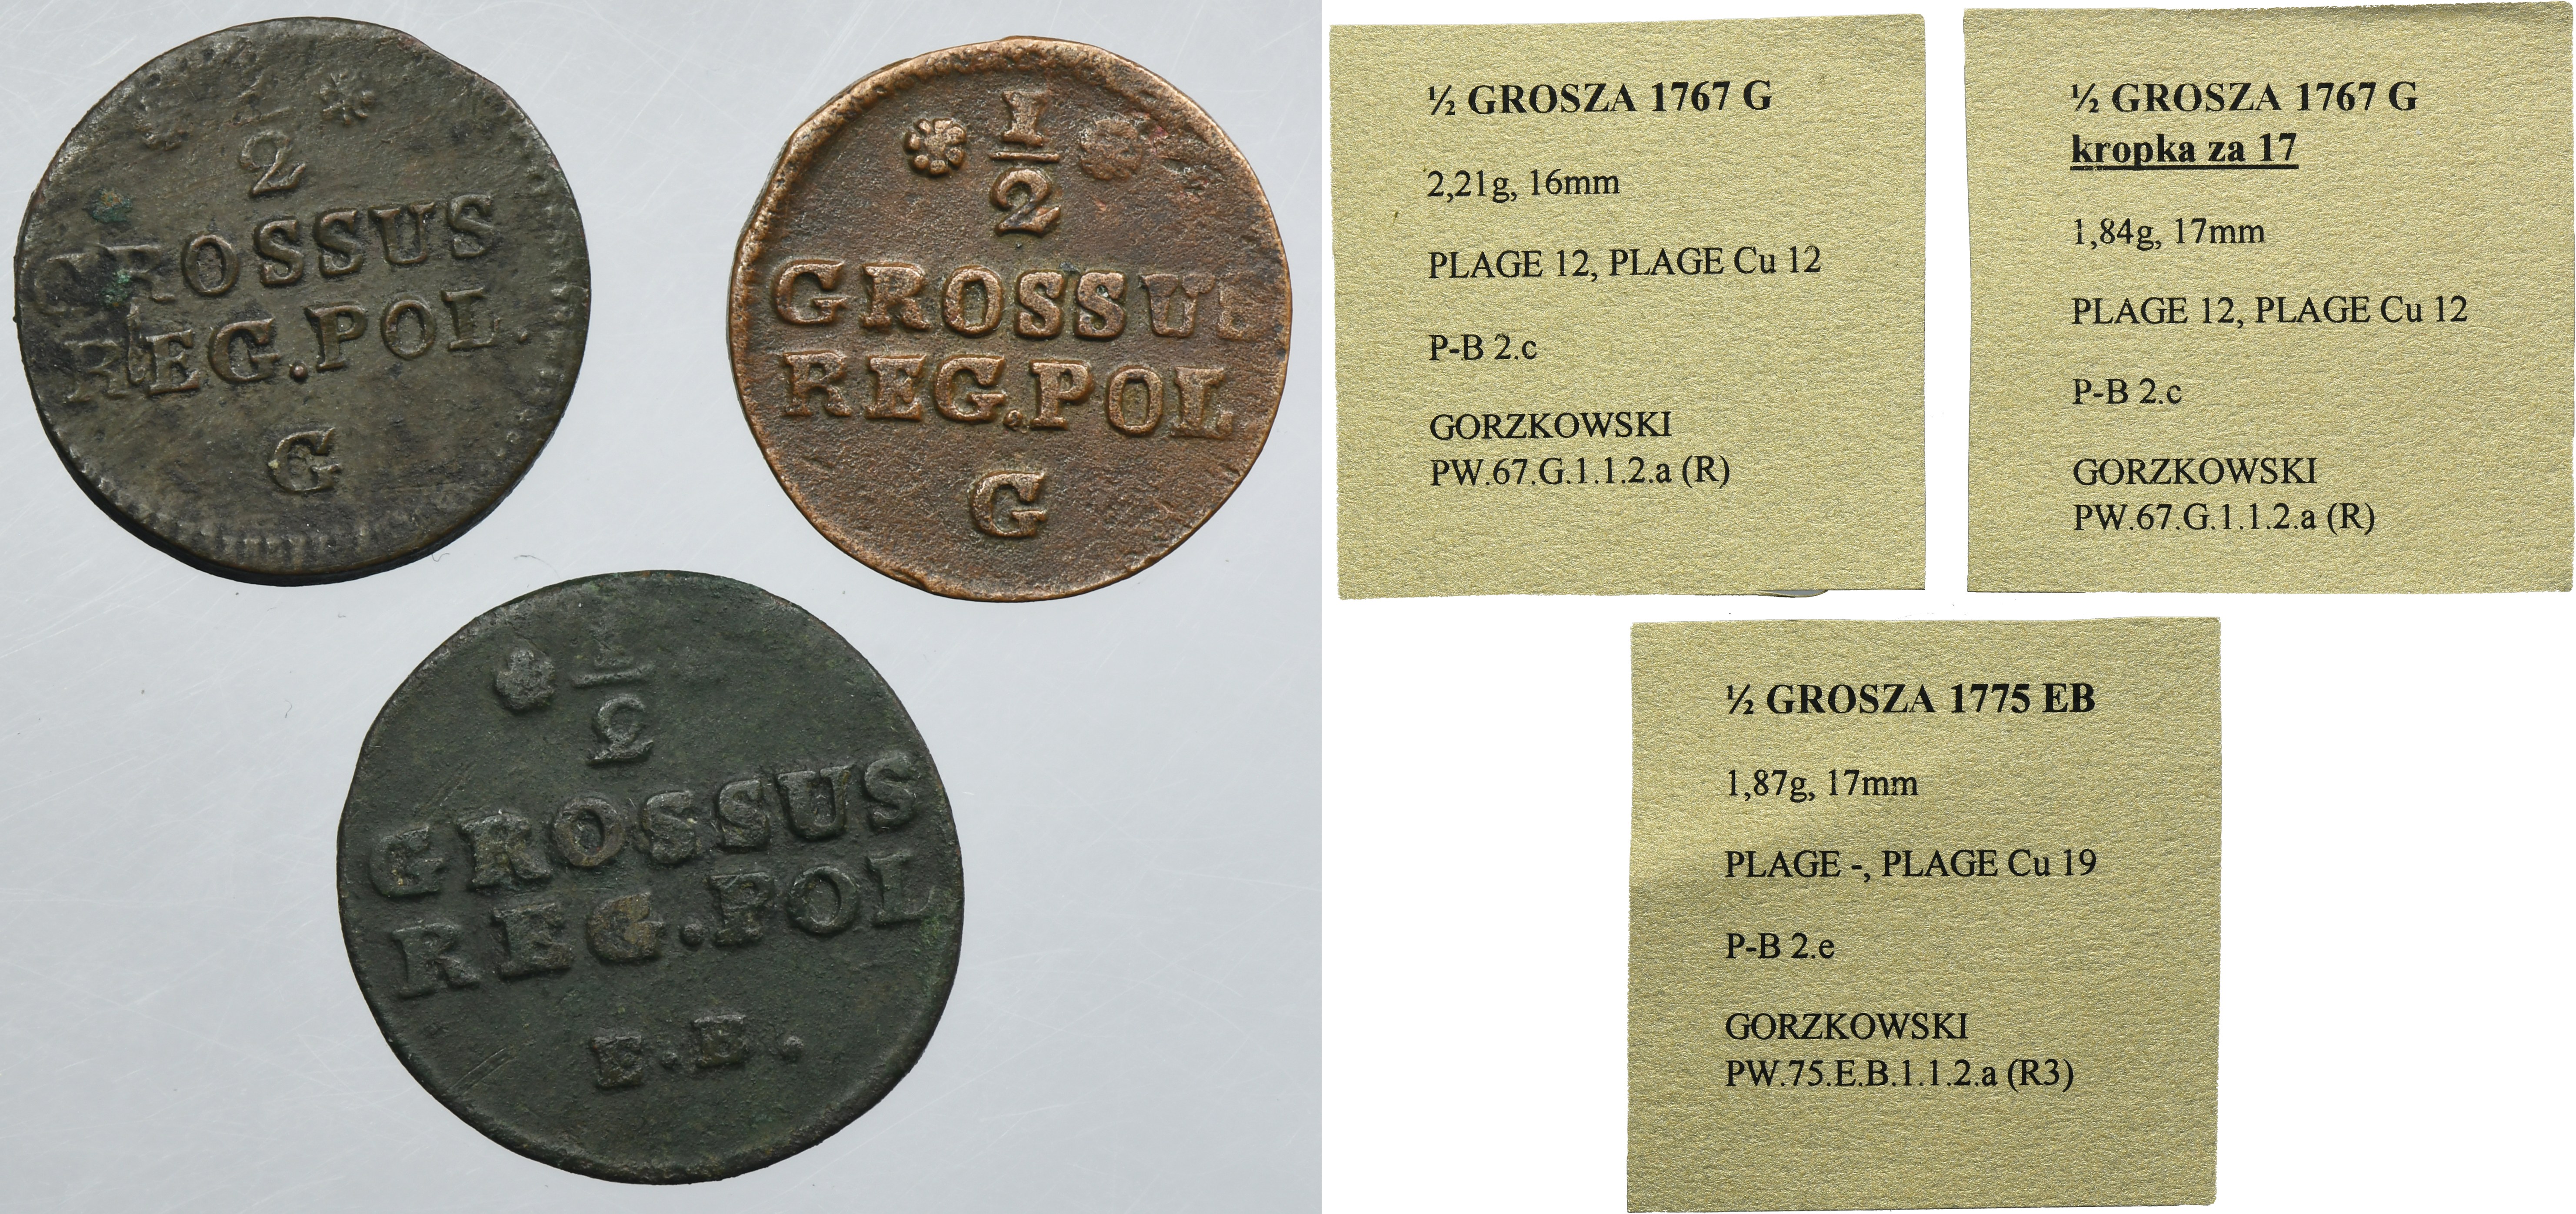 1
2
GROSSUS
REG.POL.
G
1
2
GROSSUS
REG.POL
G
1
2
GROSSUS
REG.POL
E.B.
½ GROSZA 1767 G
2,21g, 16mm
PLAGE 12, PLAGE Cu 12
P-B 2.c
GORZKOWSKI
PW.67.G.1.1.2.a (R)
½ GROSZA 1767 G
kropka za 17
1,84g, 17mm
PLAGE 12, PLAGE Cu 12
P-B 2.c
GORZKOWSKI
PW.67.G.1.1.2.a (R)
½ GROSZA 1775 EB
1,87g, 17mm
PLAGE -, PLAGE Cu 19
P-B 2.e
GORZKOWSKI
PW.75.E.B.1.1.2.a (R3)